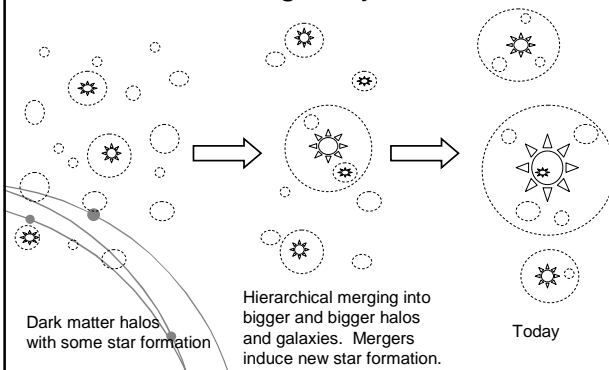 Dark matter halos
with some star formation
Hierarchical merging into
bigger and bigger halos
and galaxies. Mergers
induce new star formation.
Today